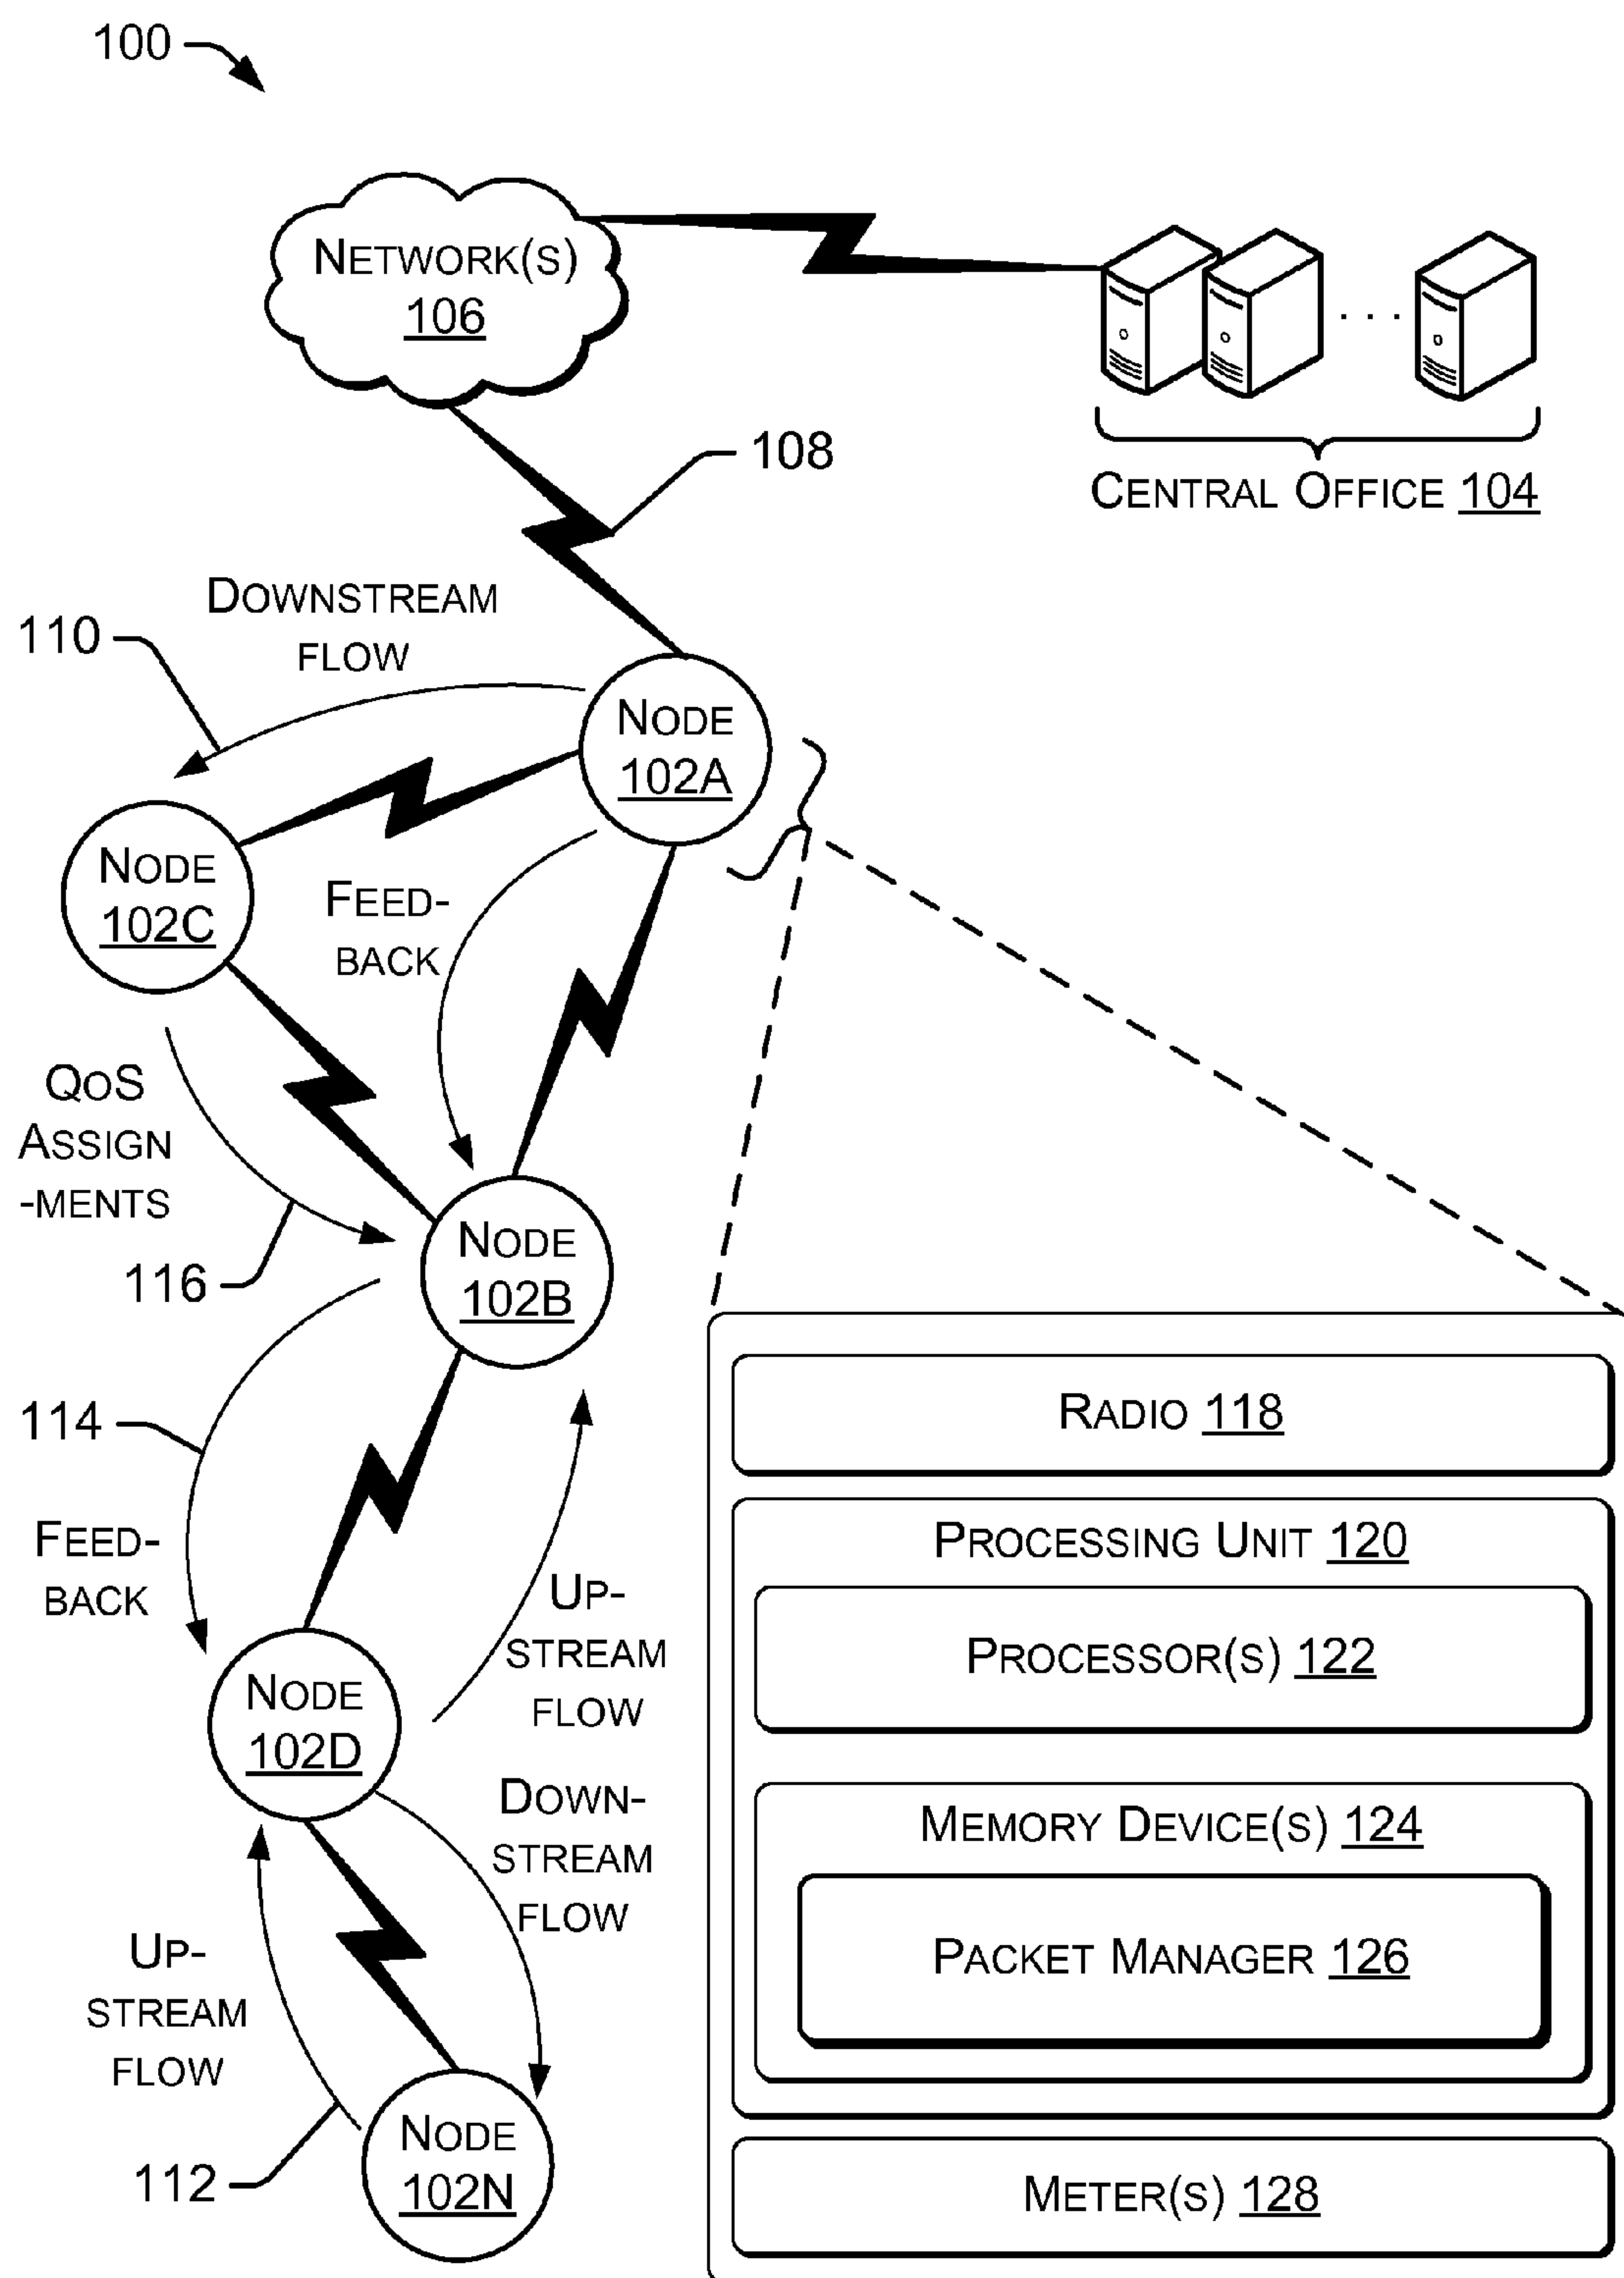 100
NETWORK(S)
106
CENTRAL OFFICE 104
108
DOWNSTREAM
FLOW
110
NODE
102A
NODE
102C
FEED-
BACK
QOS
ASSIGN
-MENTS
116
NODE
102B
114
FEED-
BACK
UP-
STREAM
FLOW
NODE
102D
DOWN-
STREAM
FLOW
UP-
STREAM
FLOW
112
NODE
102N
RADIO 118
PROCESSING UNIT 120
PROCESSOR(S) 122
MEMORY DEVICE(S) 124
PACKET MANAGER 126
METER(S) 128